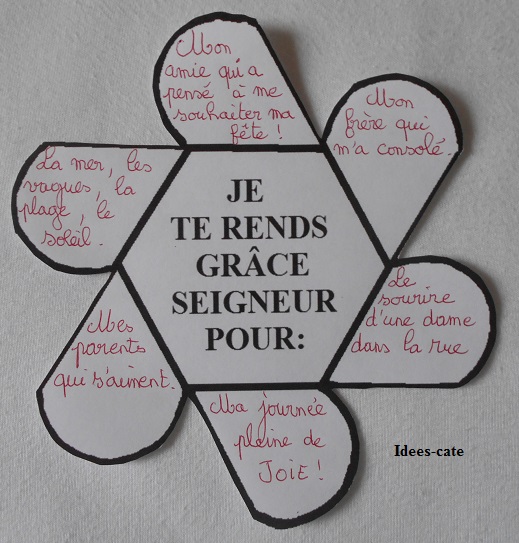 JE
TE RENDS
GRÂCE
SEIGNEUR
POUR:
Mon
amie qui a
pensé à me
souhaiter ma
fête !
Mon
frère qui
m'a consolé.
Le
sourire
d'une dame
dans la rue
Ma journée
pleine de
JOIE !
Mes
parents
qui s'aiment.
La mer, les
vagues, la
plage, le
soleil.
Idees-cate